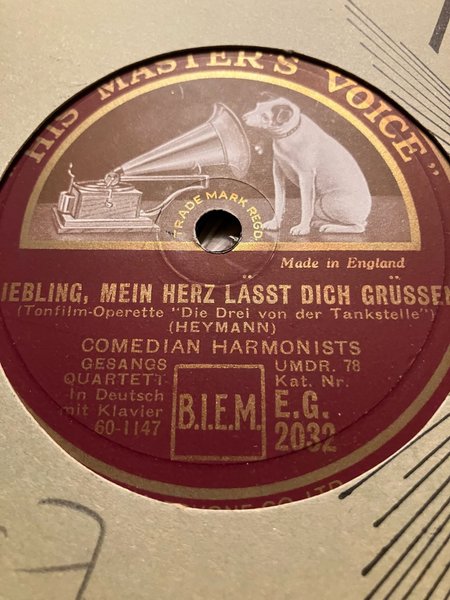 HIS MASTER'S VOICE"
TRADE MARK REGD.
Made in England
IEBLING, MEIN HERZ LÄSST DICH GRÜSSEN
(Tonfilm-Operette "Die Drei von der Tankstelle")
(HEYMANN)
COMEDIAN HARMONISTS
GESANGS
QUARTETT
In Deutsch
mit Klavier
60-1147
B.I.E.M.
UMDR. 78
Kat. Nr.
E.G.
2032